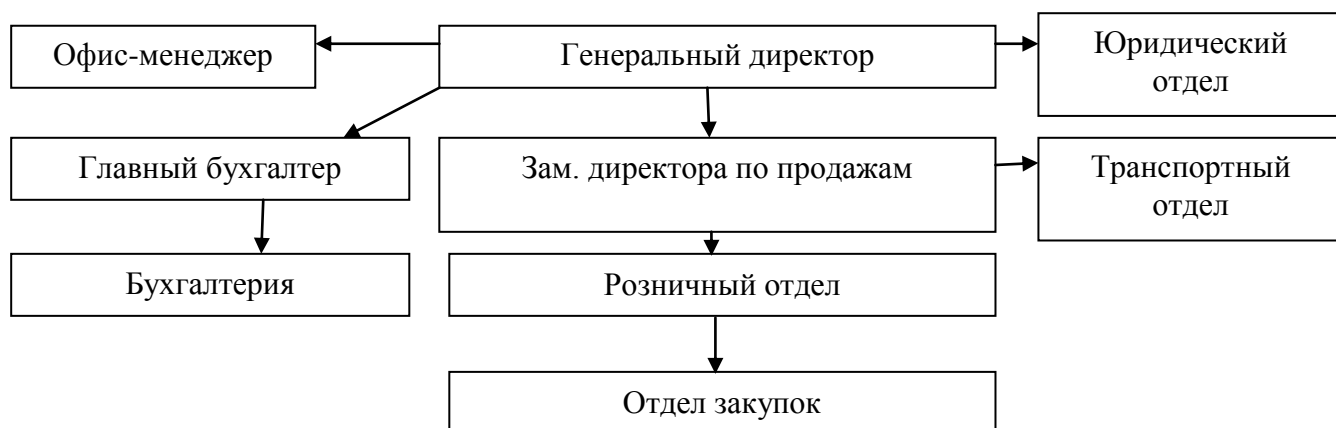 Офис-менеджер
Генеральный директор
Юридический
отдел
Главный бухгалтер
Зам. директора по продажам
Транспортный
отдел
Бухгалтерия
Розничный отдел
Отдел закупок